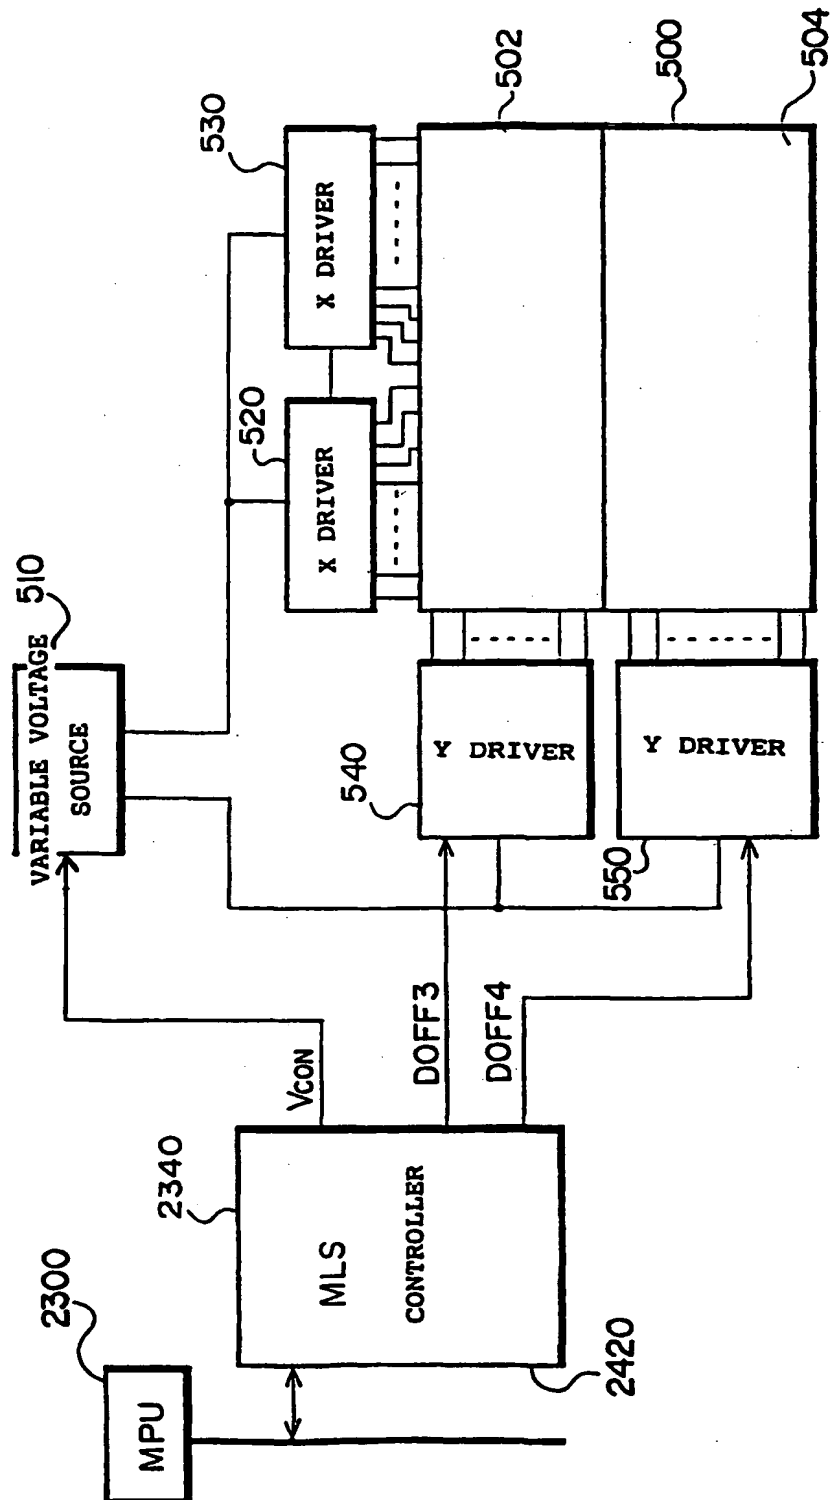 MPU
2300
MLS
CONTROLLER
2340
2420
VCON
DOFF3
DOFF4
VARIABLE VOLTAGE
SOURCE
510
X DRIVER
520
X DRIVER
530
Y DRIVER
540
Y DRIVER
550
502
500
504